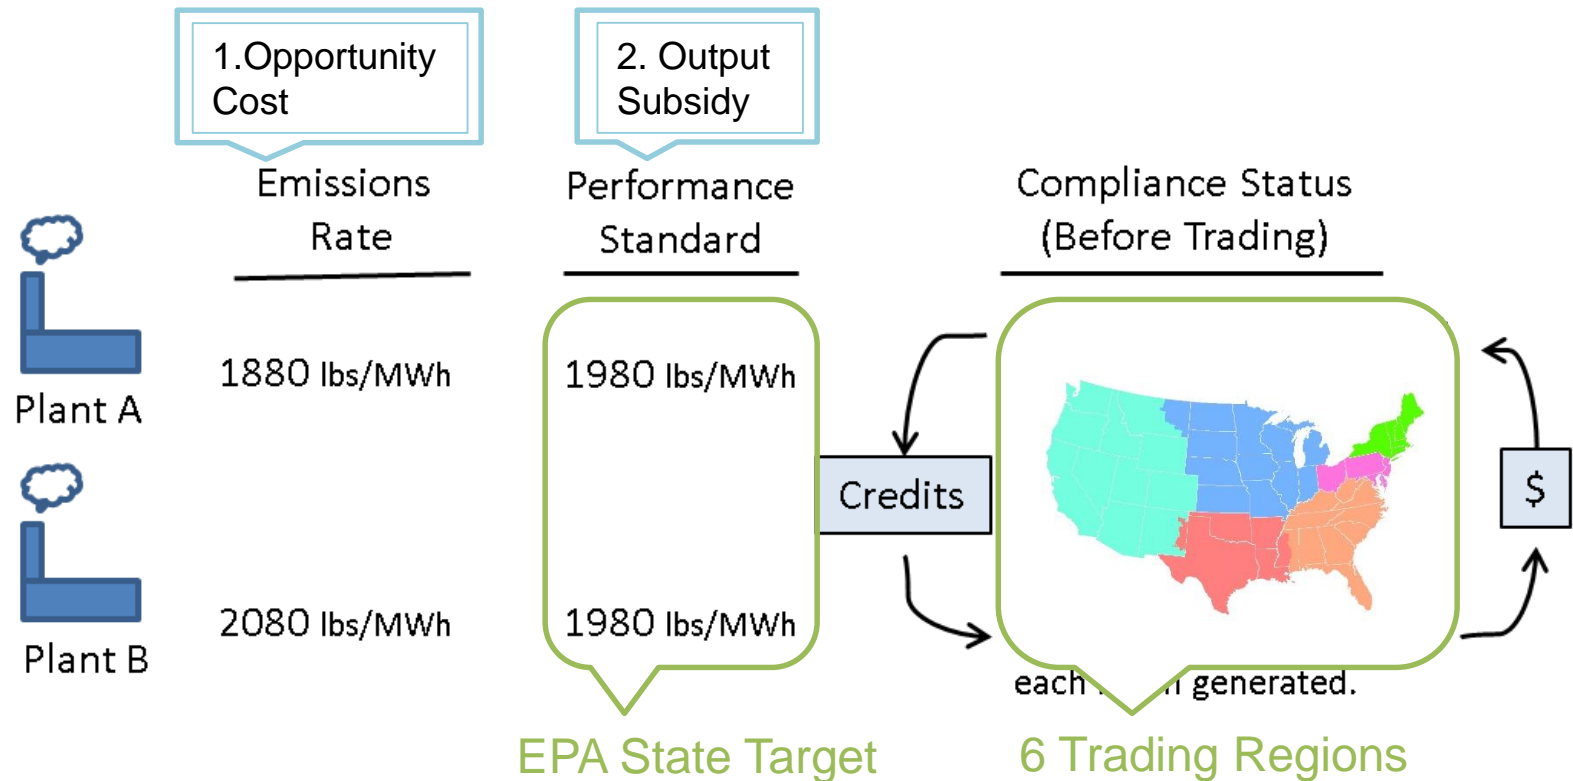 1.Opportunity
Cost
2. Output
Subsidy
Emissions
Rate
Performance
Standard
Compliance Status
(Before Trading)
Plant A
1880 lbs/MWh
1980 lbs/MWh
Credits
$
Plant B
2080 lbs/MWh
1980 lbs/MWh
each
generated.
EPA State Target
6 Trading Regions